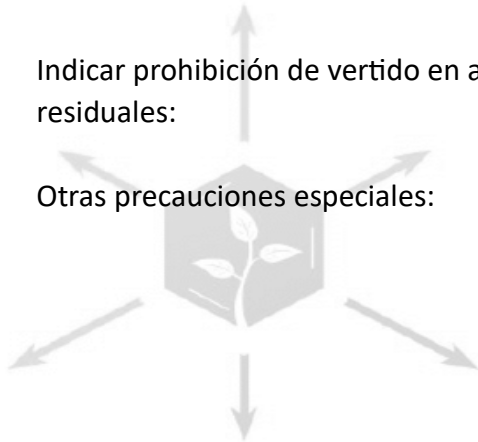 Indicar prohibición de vertido en
residuales:
Otras precauciones especiales: